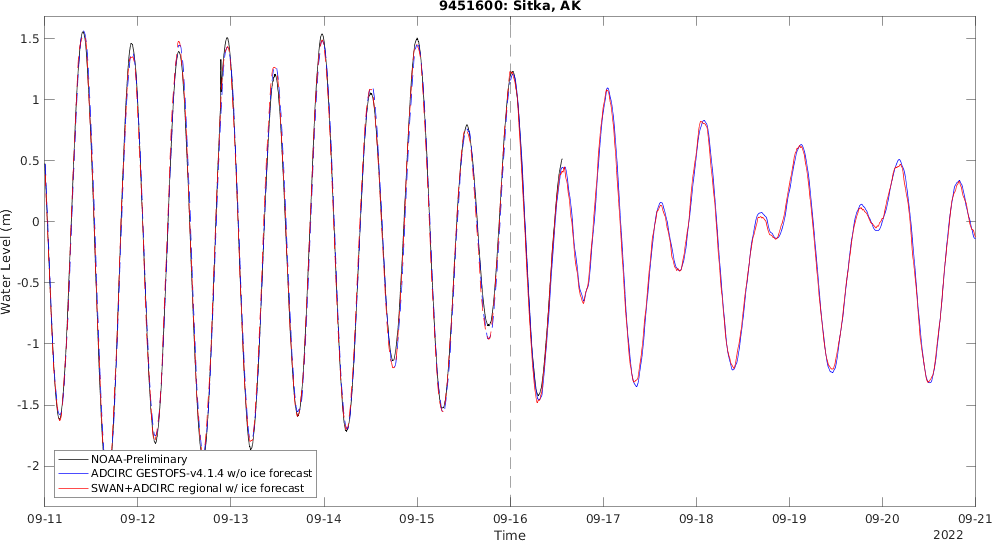 9451600: Sitka, AK
Water Level (m)
1.5
1
0.5
0
-0.5
-1
-1.5
-2
NOAA-Preliminary
ADCIRC GESTOFS-v4.1.4 w/o ice forecast
SWAN+ADCIRC regional w/ ice forecast
09-11 09-12 09-13 09-14 09-15 09-16 09-17 09-18 09-19 09-20 09-21
Time
2022